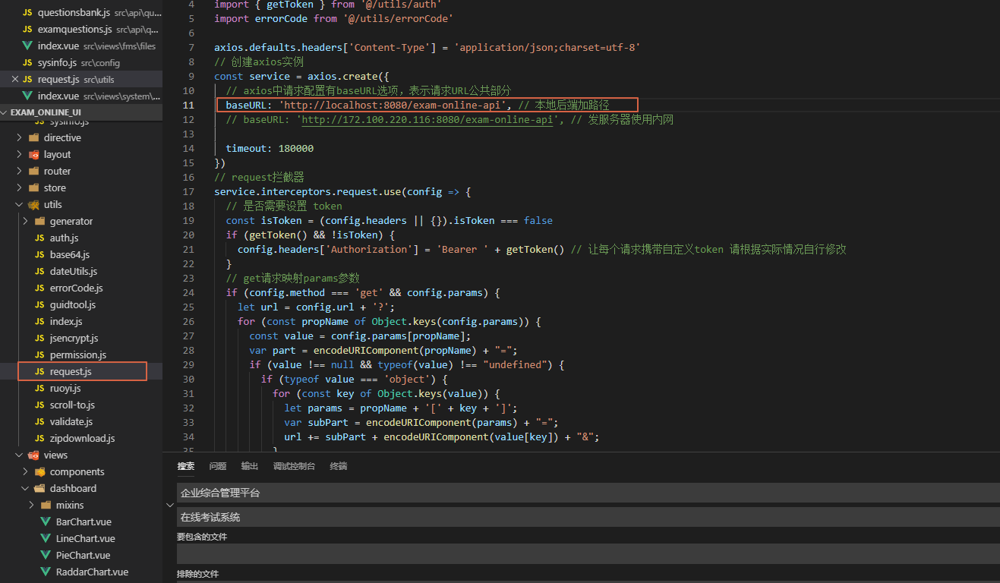 JS questionsbank.js src\api\qu...
JS examquestions.js src\api\q...
index.vue src\views\fms\files
JS sysinfo.js src\config
JS request.js src\utils
index.vue src\views\system\...
EXAM_ONLINE_UI
JS sysinfo.js
directive
layout
router
store
utils
generator
JS auth.js
JS base64.js
JS dateUtils.js
JS errorCode.js
JS guidtool.js
JS index.js
JS jsencrypt.js
JS permission.js
JS request.js
JS ruoyi.js
JS scroll-to.js
JS validate.js
JS zipdownload.js
views
components
dashboard
mixins
BarChart.vue
LineChart.vue
PieChart.vue
RaddarChart.vue
4 import { getToken } from '@/utils/auth'
5 import errorCode from '@/utils/errorCode'
6
7 axios.defaults.headers['Content-Type'] = 'application/json;charset=utf-8'
8 // 创建axios实例
9 const service = axios.create({
10 // axios中请求配置有baseURL选项，表示请求URL公共部分
11 baseURL: 'http://localhost:8080/exam-online-api', // 本地后端加路径
12 // baseURL: 'http://172.100.220.116:8080/exam-online-api', // 发服务器使用内网
13
14 timeout: 180000
15 })
16 // request拦截器
17 service.interceptors.request.use(config => {
18 // 是否需要设置 token
19 const isToken = (config.headers || {}).isToken === false
20 if (getToken() && !isToken) {
21 config.headers['Authorization'] = 'Bearer ' + getToken() // 让每个请求携带自定义token 请根据实际情况自行修改
22 }
23 // get请求映射params参数
24 if (config.method === 'get' && config.params) {
25 let url = config.url + '?';
26 for (const propName of Object.keys(config.params)) {
27 const value = config.params[propName];
28 var part = encodeURIComponent(propName) + "=";
29 if (value !== null && typeof(value) !== "undefined") {
30 if (typeof value === 'object') {
31 for (const key of Object.keys(value)) {
32 let params = propName + '[' + key + ']';
33 var subPart = encodeURIComponent(params) + "=";
34 url += subPart + encodeURIComponent(value[key]) + "&";
35 }
搜索 问题 输出 调试控制台 终端
企业综合管理平台
在线考试系统
要包含的文件
排除的文件